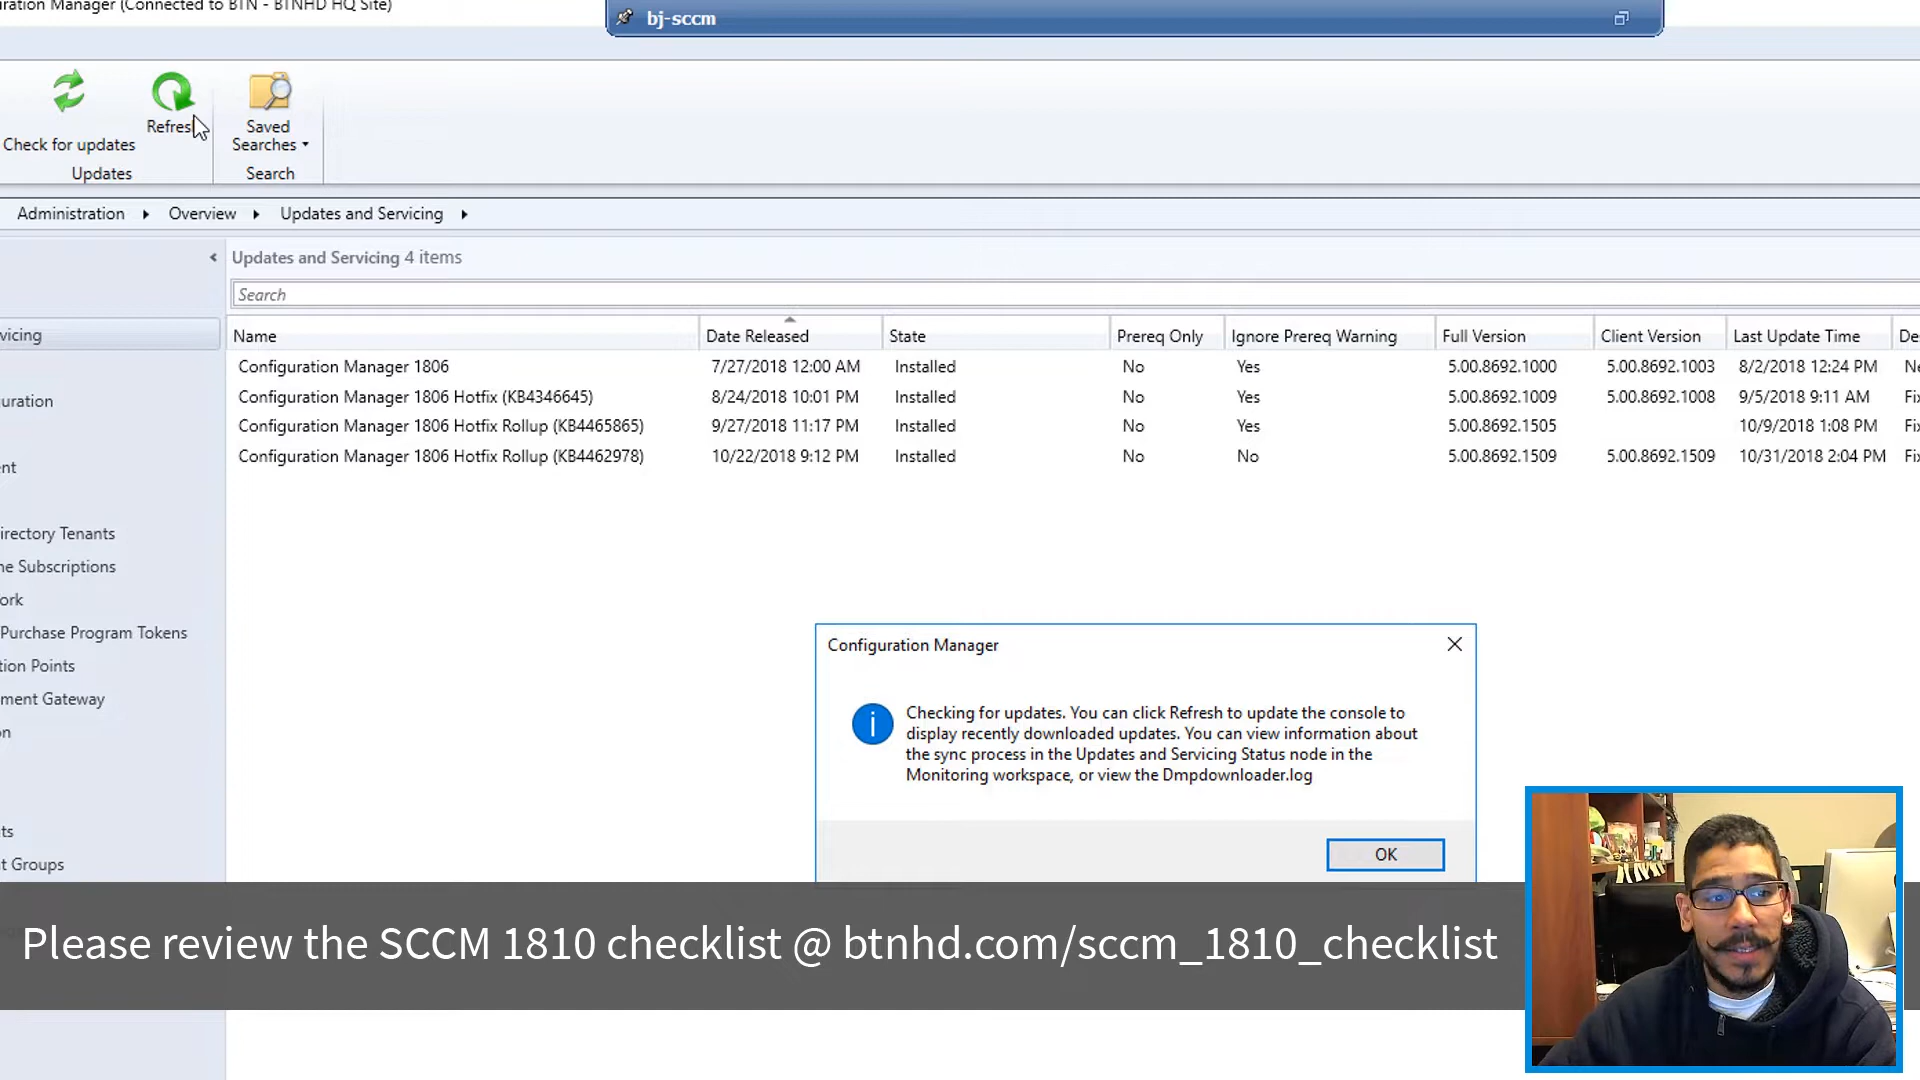 uration Manager (Connected to BTN - BTNHD HQ Site)
bj-sccm
Check for updates
Refresh
Saved Searches
Updates
Search
Administration Overview Updates and Servicing
Updates and Servicing 4 items
Search
vicing
Name Date Released State Prereq Only Ignore Prereq Warning Full Version Client Version Last Update Time De
Configuration Manager 1806 7/27/2018 12:00 AM Installed No Yes 5.00.8692.1000 5.00.8692.1003 8/2/2018 12:24 PM Ne
Configuration Manager 1806 Hotfix (KB4346645) 8/24/2018 10:01 PM Installed No Yes 5.00.8692.1009 5.00.8692.1008 9/5/2018 9:11 AM Fix
Configuration Manager 1806 Hotfix Rollup (KB4465865) 9/27/2018 11:17 PM Installed No Yes 5.00.8692.1505 10/9/2018 1:08 PM Fix
Configuration Manager 1806 Hotfix Rollup (KB4462978) 10/22/2018 9:12 PM Installed No No 5.00.8692.1509 5.00.8692.1509 10/31/2018 2:04 PM Fix
uration
ent
irectory Tenants
ne Subscriptions
ork
Purchase Program Tokens
tion Points
ment Gateway
on
ts
t Groups
Configuration Manager
Checking for updates. You can click Refresh to update the console to
display recently downloaded updates. You can view information about
the sync process in the Updates and Servicing Status node in the
Monitoring workspace, or view the Dmpdownloader.log
OK
Please review the SCCM 1810 checklist @ btnhd.com/sccm_1810_checklist